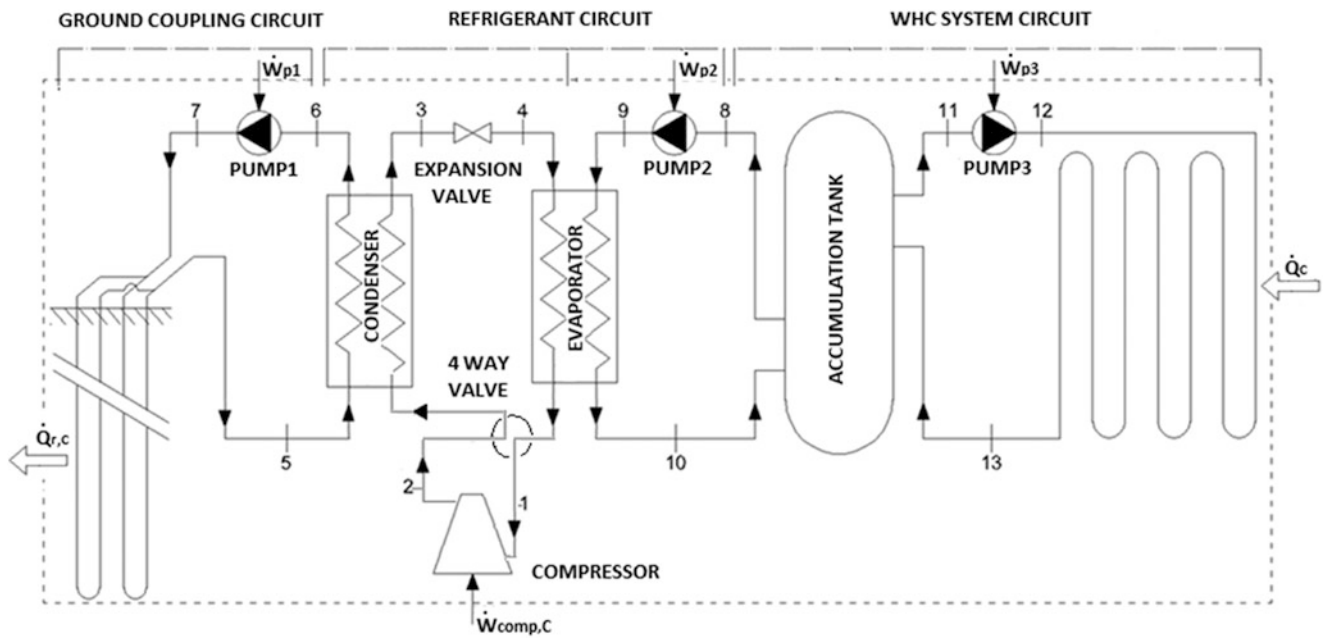 GROUND COUPLING CIRCUIT
REFRIGERANT CIRCUIT
WHC SYSTEM CIRCUIT
Ẇp1
Ẇp2
Ẇp3
7
6
3
4
9
8
11
12
PUMP1
EXPANSION
VALVE
PUMP2
PUMP3
CONDENSER
EVAPORATOR
ACCUMULATION TANK
Q̇c
4 WAY
VALVE
Q̇r,c
5
10
13
2
1
COMPRESSOR
Ẇcomp,C